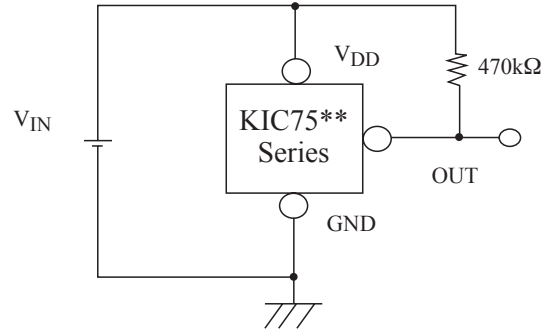 V_DD
470kΩ
V_IN
KIC75**
Series
OUT
GND